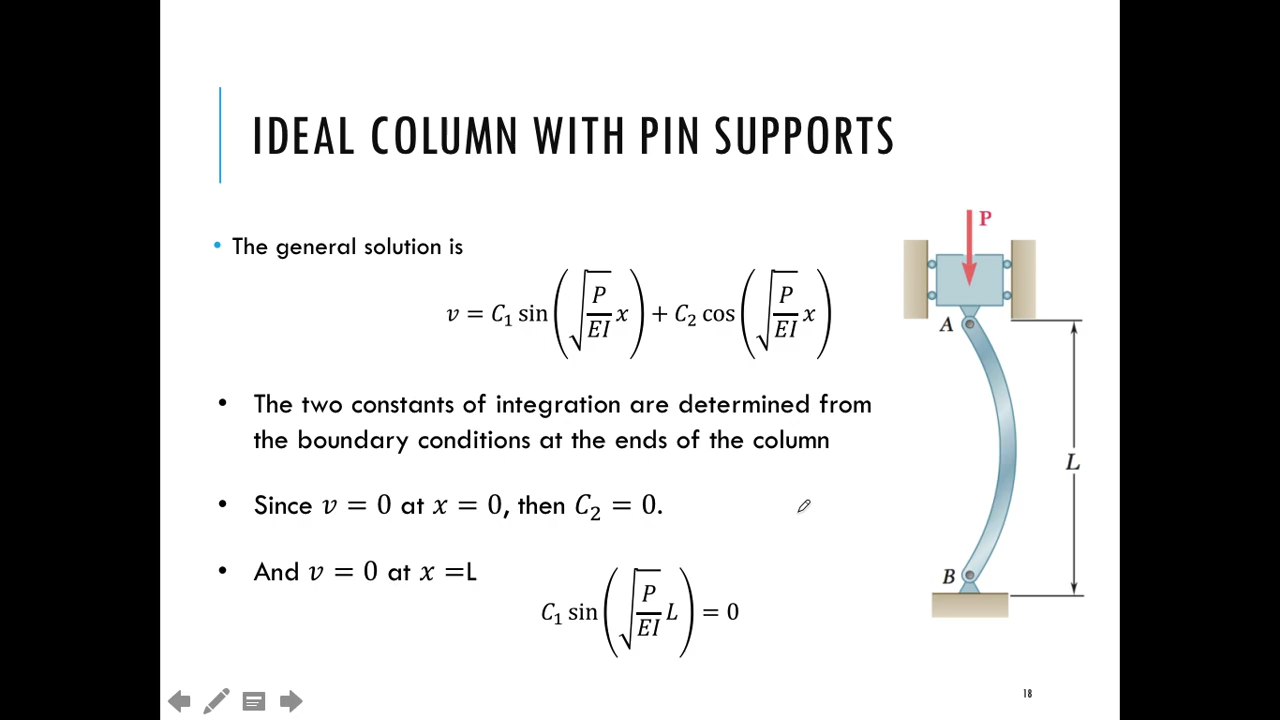 IDEAL COLUMN WITH PIN SUPPORTS
• The general solution is
v = C₁ sin(√(P/EI) x) + C₂ cos(√(P/EI) x)
• The two constants of integration are determined from
the boundary conditions at the ends of the column
• Since v = 0 at x = 0, then C₂ = 0.
• And v = 0 at x =L
C₁ sin(√(P/EI) L) = 0
P
A
L
B
18